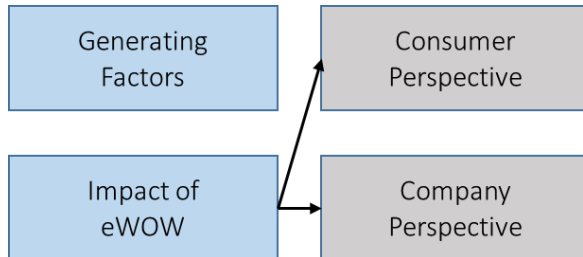 Generating
Factors
Consumer
Perspective
Impact of
eWOW
Company
Perspective